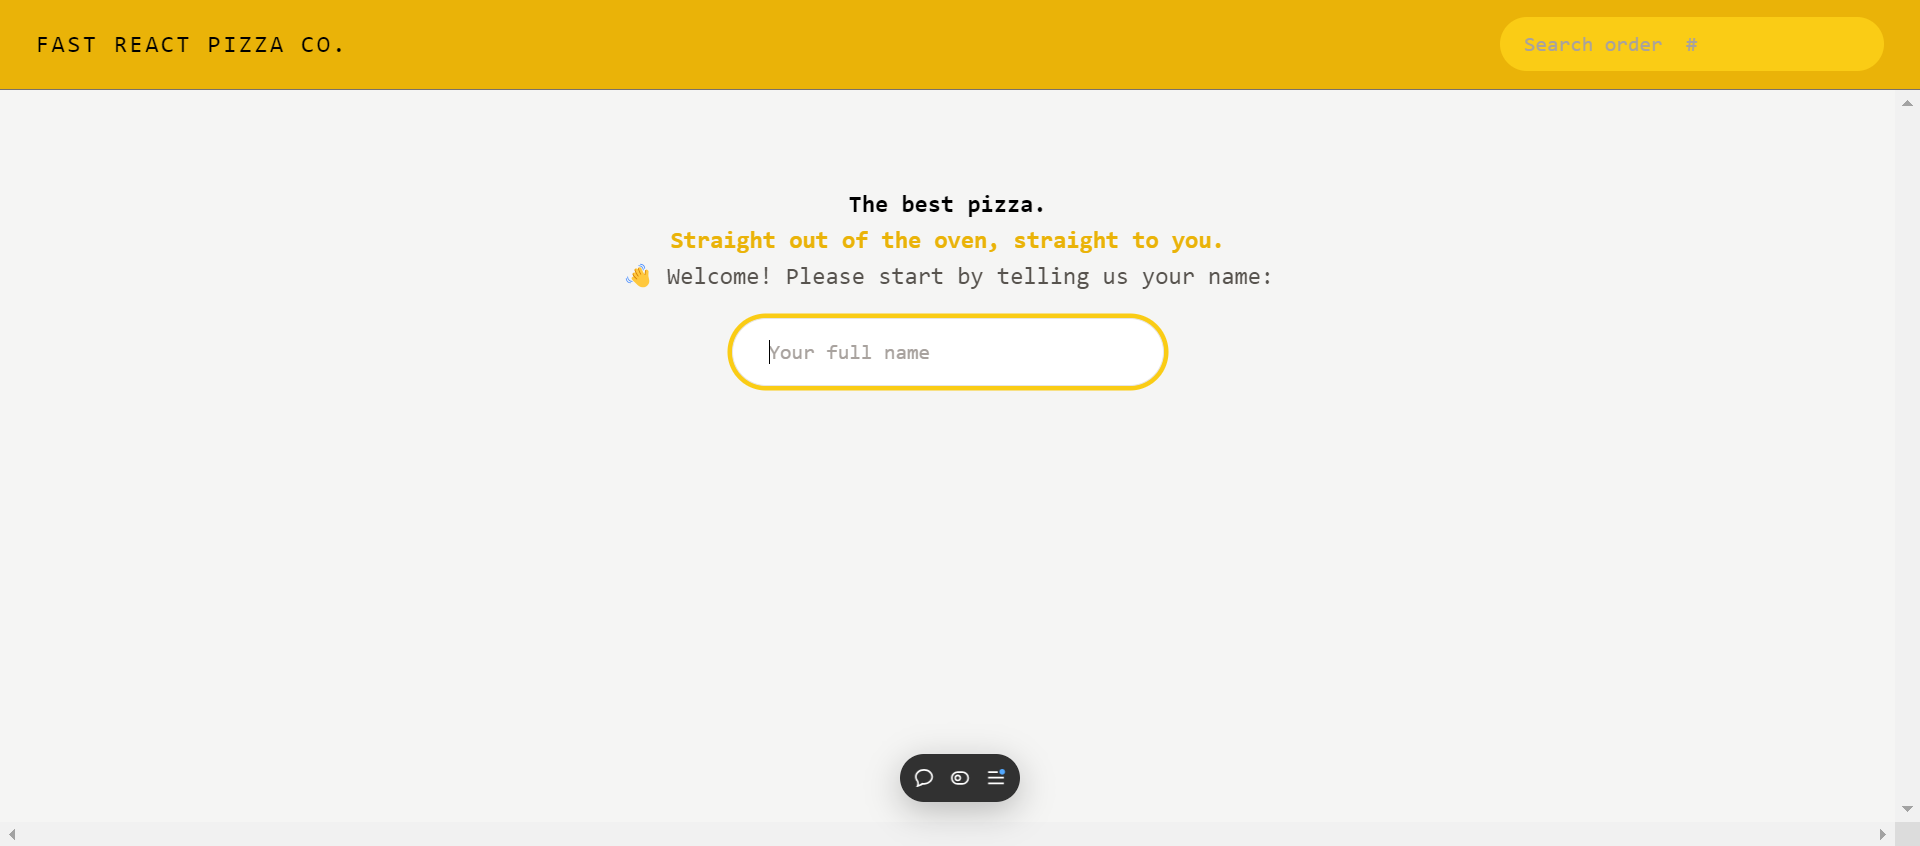 FAST REACT PIZZA CO.
Search order #
The best pizza.
Straight out of the oven, straight to you.
👋 Welcome! Please start by telling us your name:
Your full name